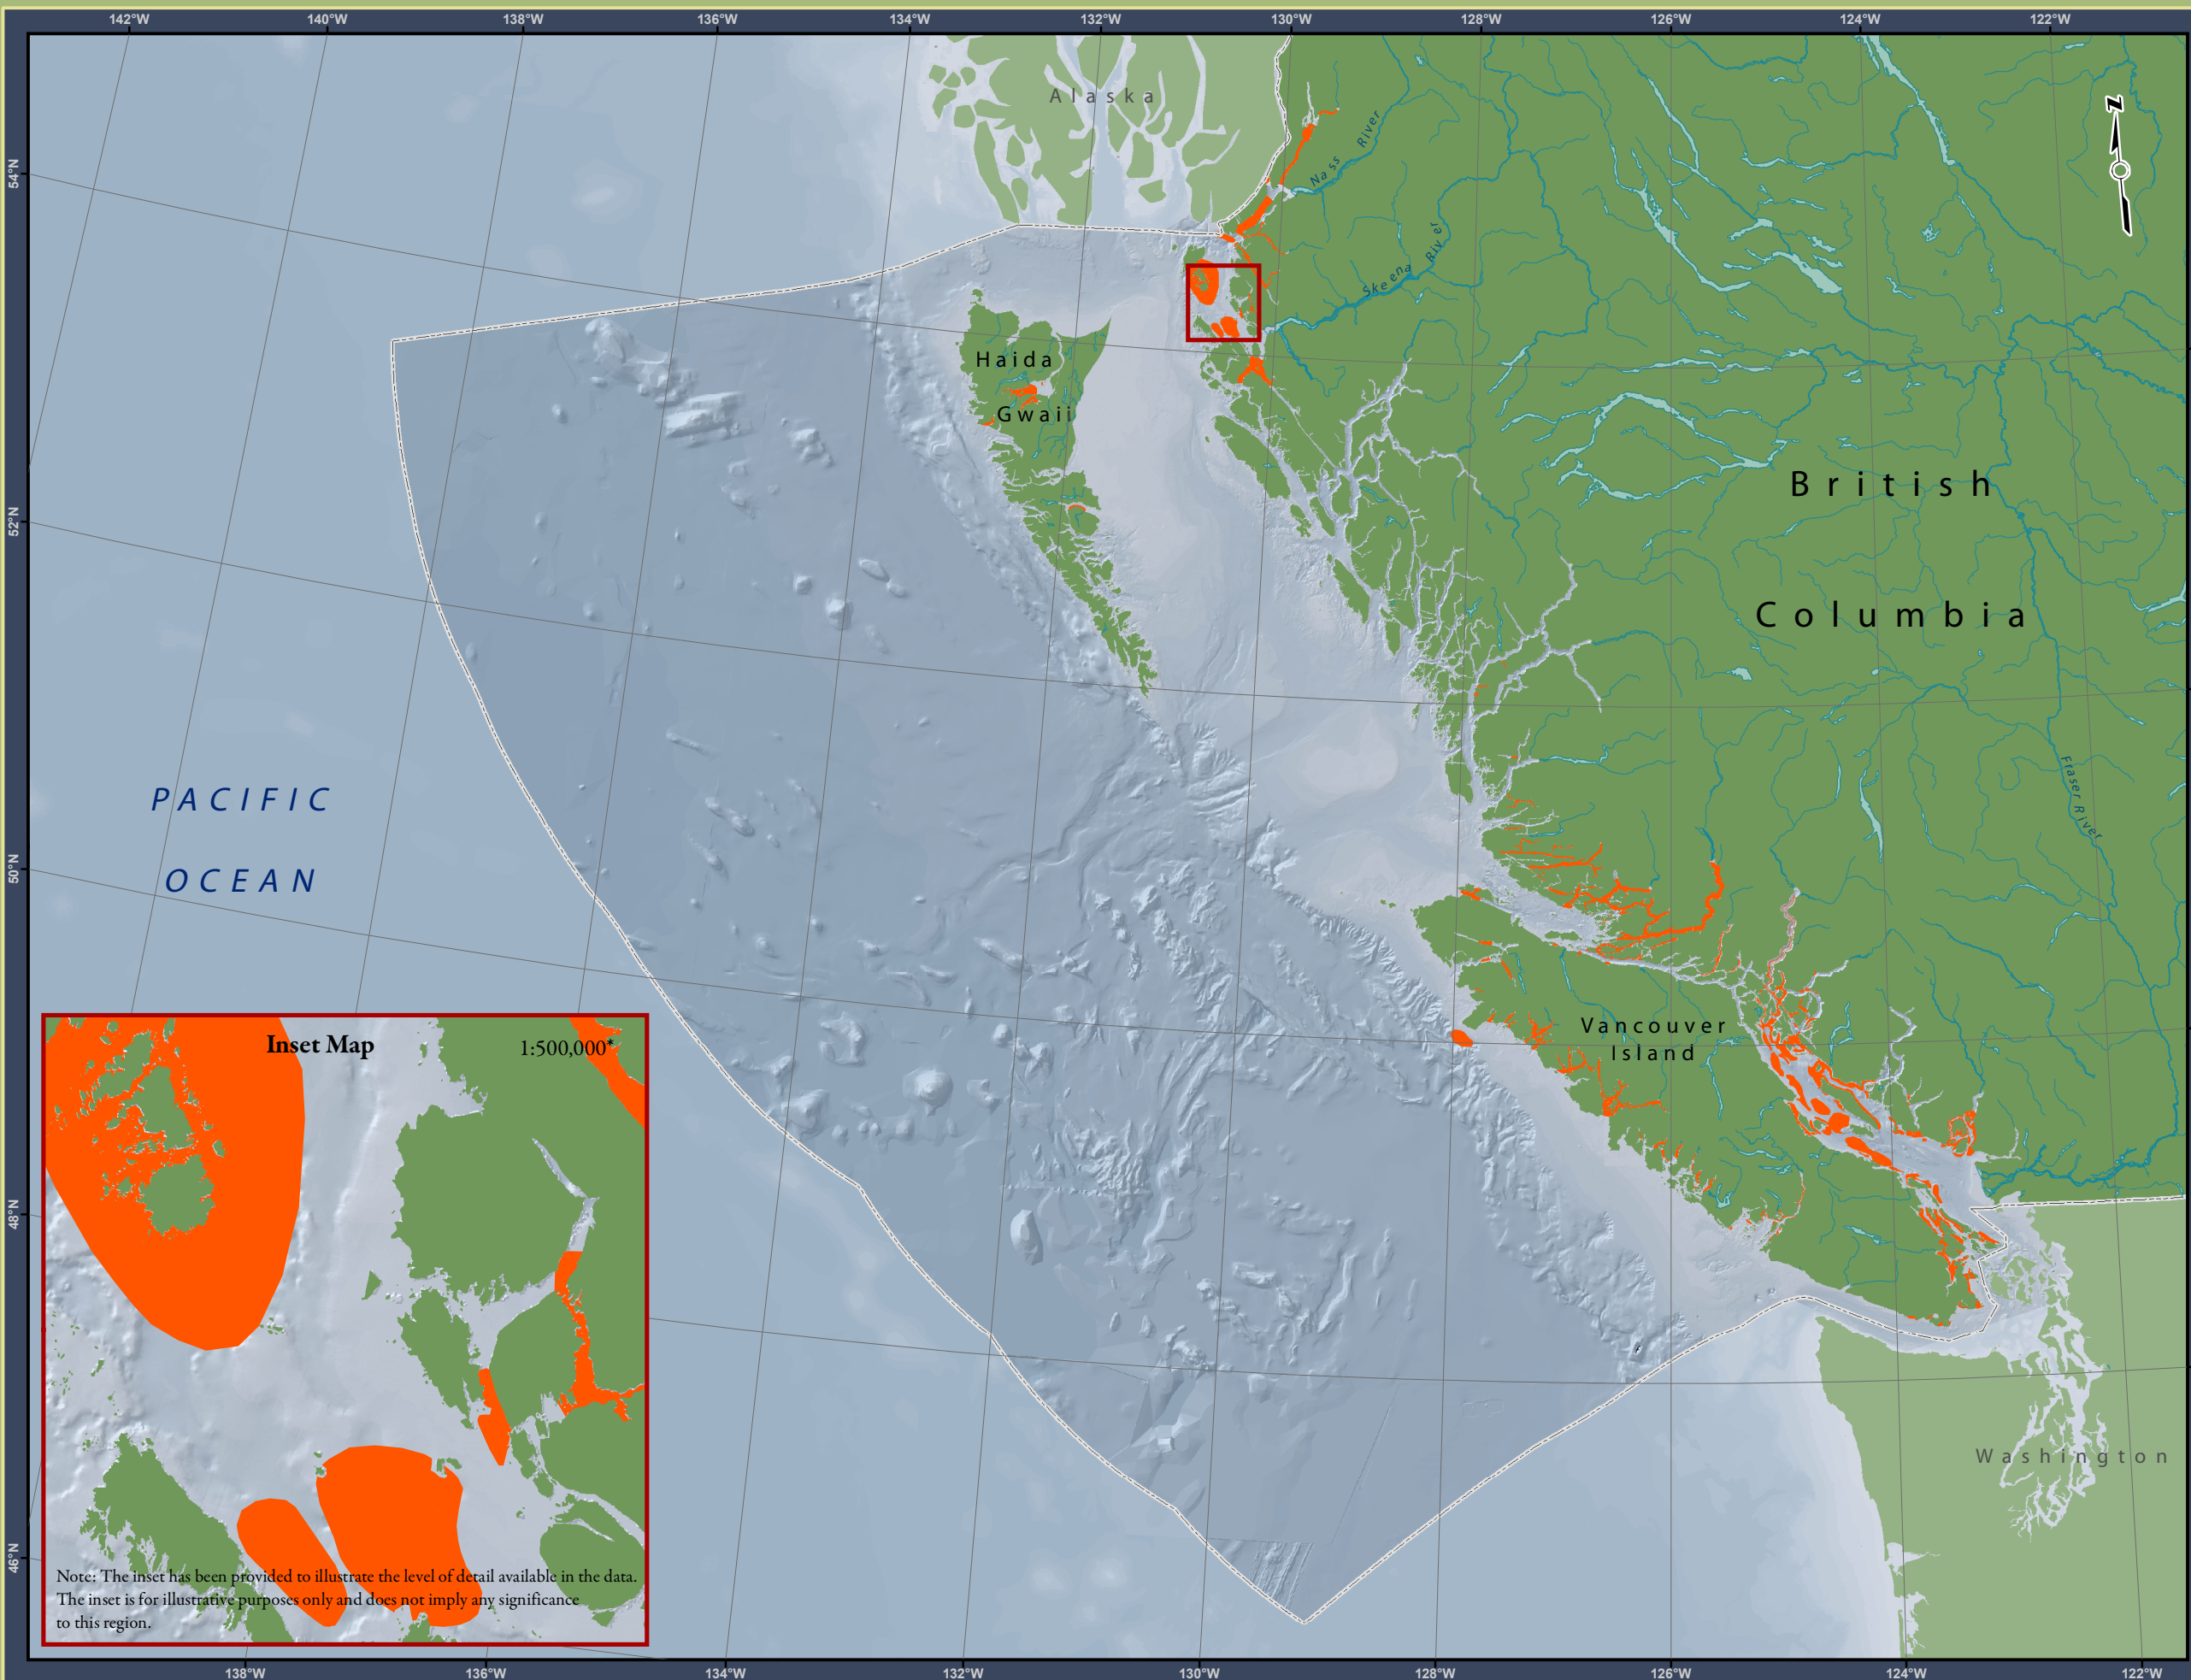 142°W 140°W 138°W 136°W 134°W 132°W 130°W 128°W 126°W 124°W 122°W
Alaska
N
54°N
Nass River
Skeena River
Haida
Gwaii
British
52°N
Columbia
PACIFIC
Fraser River
50°N
OCEAN
Vancouver
Island
Inset Map
1:500,000*
48°N
Washington
46°N
Note: The inset has been provided to illustrate the level of detail available in the data.
The inset is for illustrative purposes only and does not imply any significance
to this region.
138°W 136°W 134°W 132°W 130°W 128°W 126°W 124°W 122°W